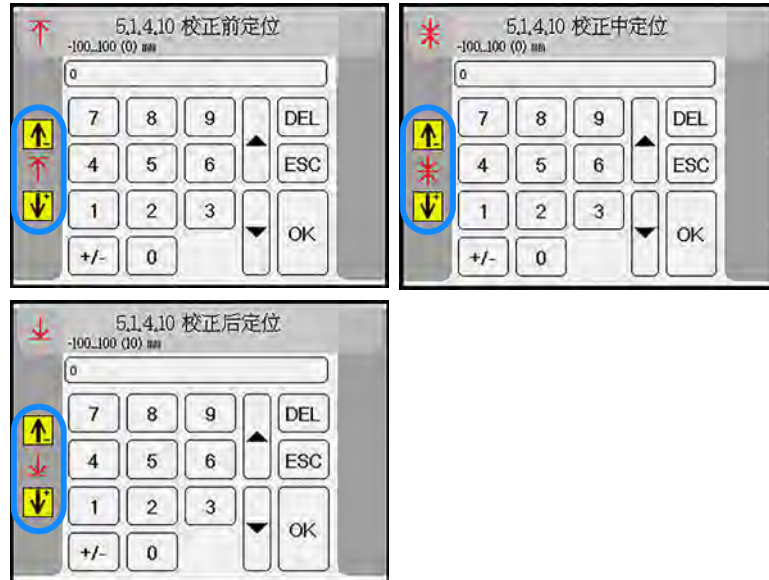 5.1.4.10 校正前定位
-100...100 (0) mm
0
7 8 9 DEL
4 5 6 ESC
1 2 3
OK
+/- 0
5.1.4.10 校正中定位
-100...100 (0) mm
0
7 8 9 DEL
4 5 6 ESC
1 2 3
OK
+/- 0
5.1.4.10 校正后定位
-100...100 (10) mm
0
7 8 9 DEL
4 5 6 ESC
1 2 3
OK
+/- 0